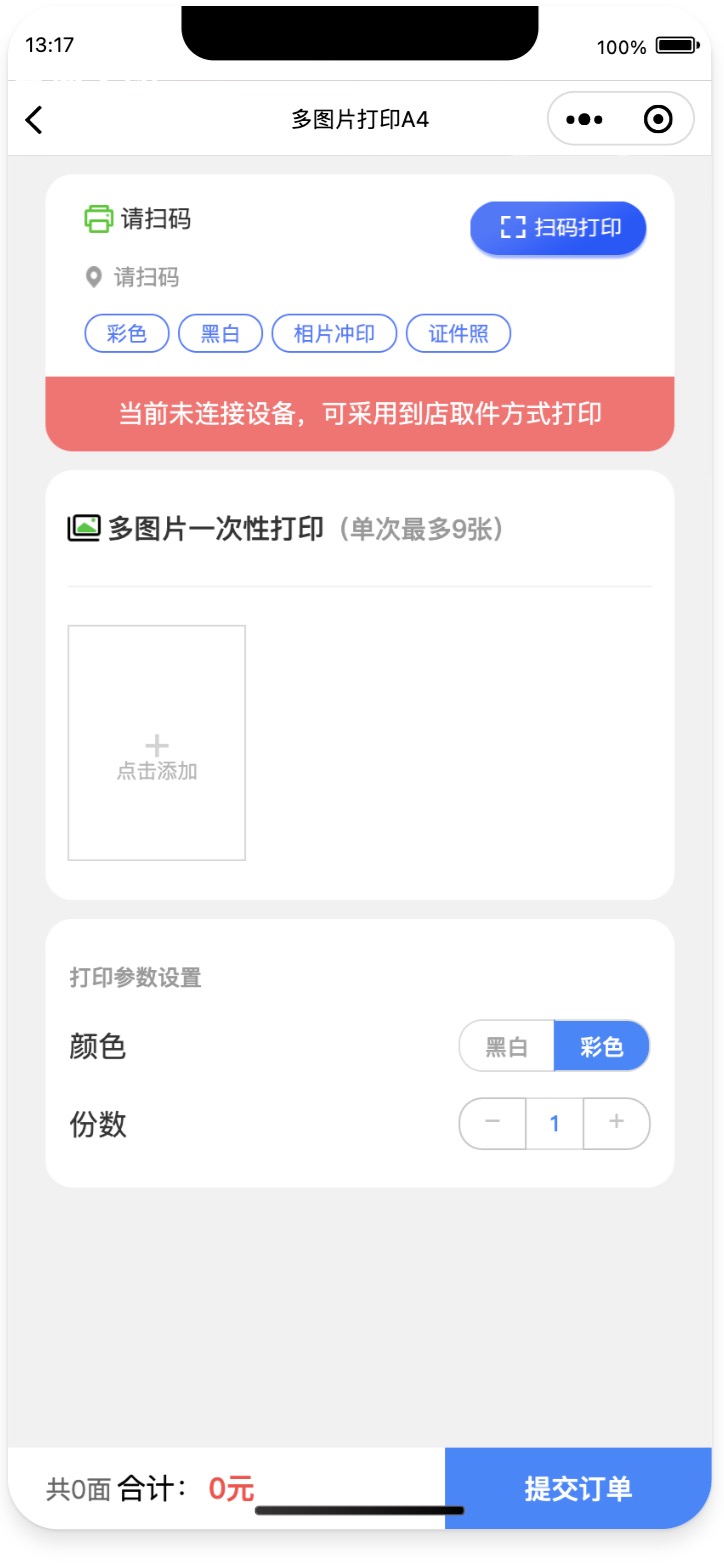 13:17
100%
多图片打印A4
请扫码
扫码打印
请扫码
彩色 黑白 相片冲印 证件照
当前未连接设备，可采用到店取件方式打印
多图片一次性打印（单次最多9张）
点击添加
打印参数设置
颜色 黑白 彩色
份数 － 1 +
共0面 合计： 0元 提交订单